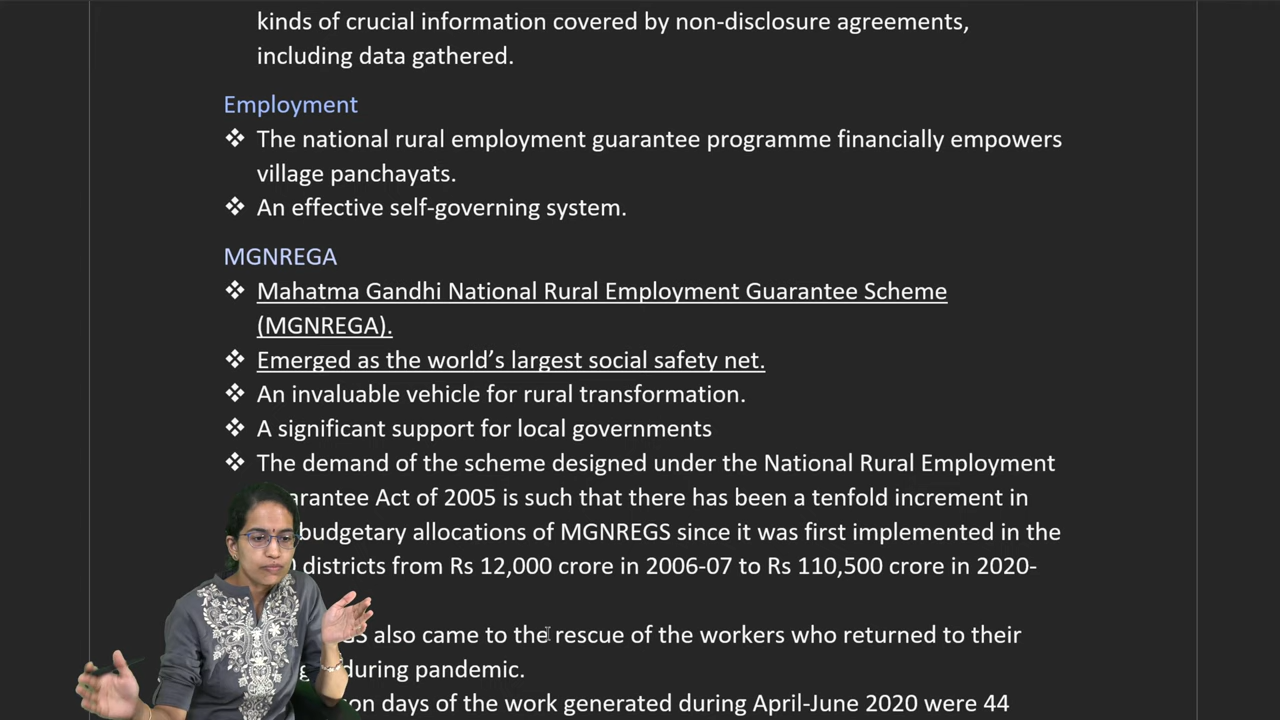 kinds of crucial information covered by non-disclosure agreements,
including data gathered.
Employment
❖ The national rural employment guarantee programme financially empowers
village panchayats.
❖ An effective self-governing system.
MGNREGA
❖ Mahatma Gandhi National Rural Employment Guarantee Scheme
(MGNREGA).
❖ Emerged as the world’s largest social safety net.
❖ An invaluable vehicle for rural transformation.
❖ A significant support for local governments
❖ The demand of the scheme designed under the National Rural Employment
Act of 2005 is such that there has been a tenfold increment in
budgetary allocations of MGNREGS since it was first implemented in the
districts from Rs 12,000 crore in 2006-07 to Rs 110,500 crore in 2020-
also came to the rescue of the workers who returned to their
during pandemic.
days of the work generated during April-June 2020 were 44